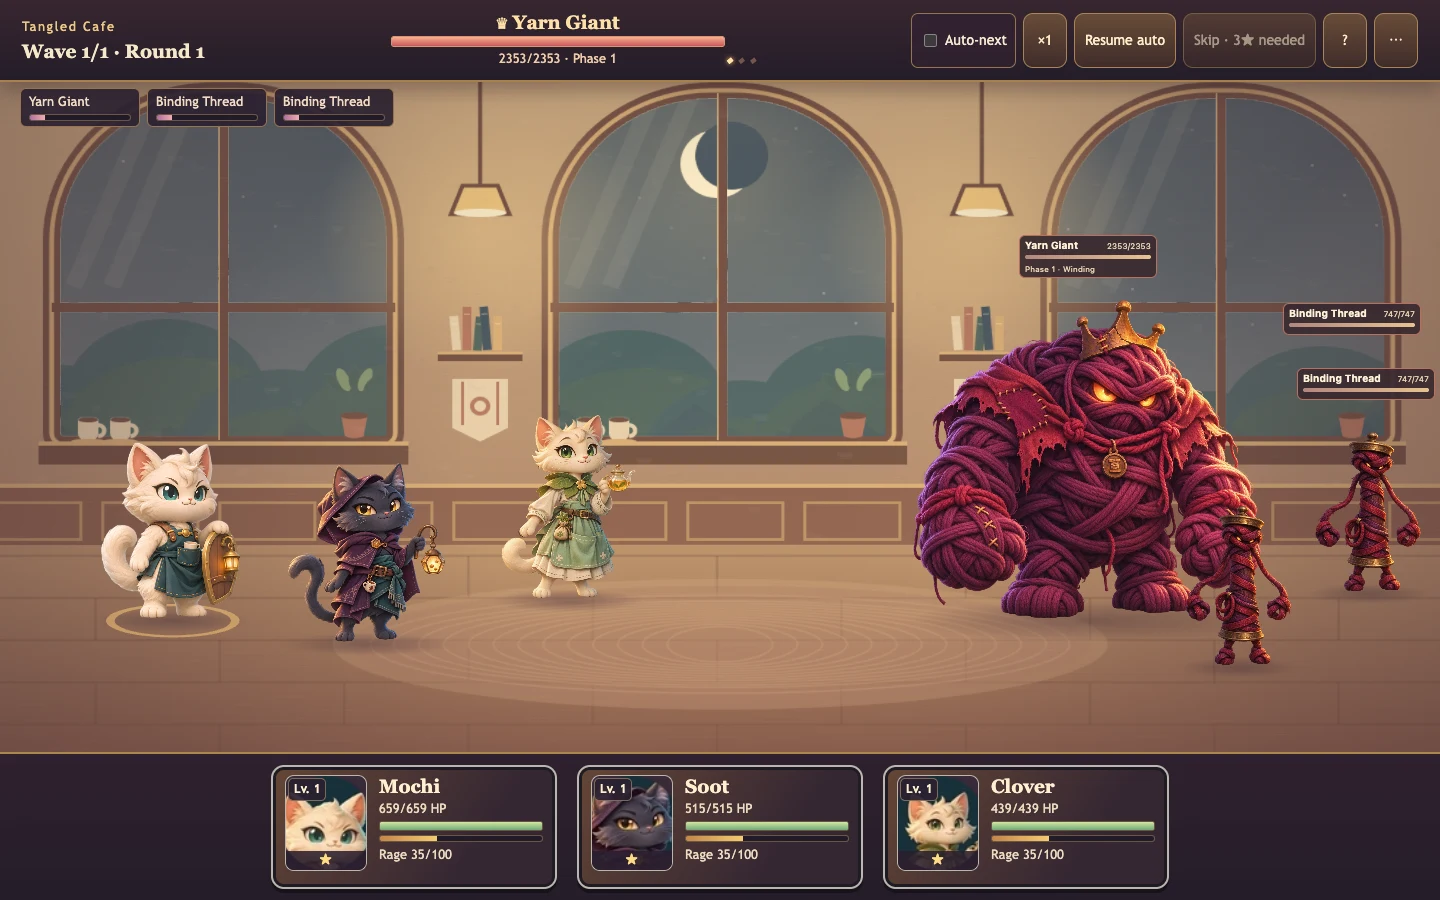 Tangled Cafe
Wave 1/1 · Round 1
♛ Yarn Giant
2353/2353 · Phase 1
Auto-next
×1
Resume auto
Skip · 3★ needed
?
···
Yarn Giant
Binding Thread
Binding Thread
Yarn Giant 2353/2353
Phase 1 · Winding
Binding Thread 747/747
Binding Thread 747/747
Lv. 1
Mochi
659/659 HP
Rage 35/100
Lv. 1
Soot
515/515 HP
Rage 35/100
Lv. 1
Clover
439/439 HP
Rage 35/100